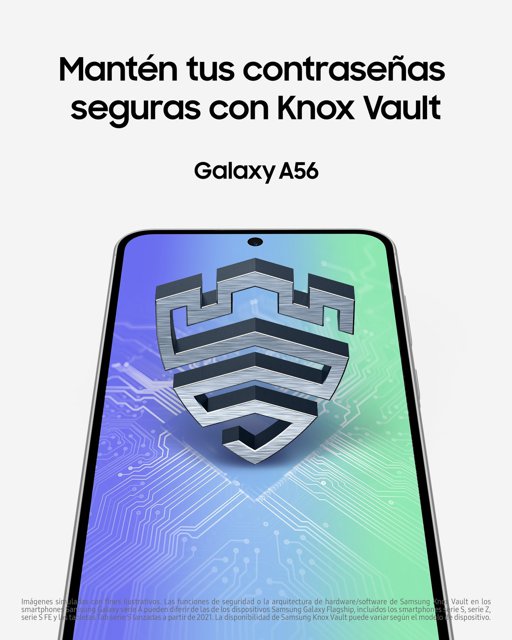 Mantén tus contraseñas
seguras con Knox Vault
Galaxy A56
Imágenes simuladas con fines ilustrativos. Las funciones de seguridad o la arquitectura de hardware/software de Samsung Knox Vault en los
smartphones Samsung Galaxy serie A pueden diferir de las de los dispositivos Samsung Galaxy Flagship, incluidos los smartphones serie S, serie Z,
serie S FE y las tabletas Tab serie S lanzadas a partir de 2021. La disponibilidad de Samsung Knox Vault puede variar según el modelo de dispositivo.